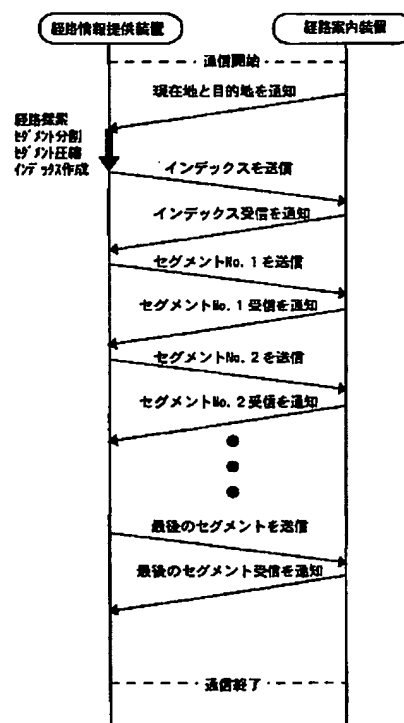 経路情報提供装置
経路案内装置
通信開始
現在地と目的地を通知
経路探索
セグメント分割
セグメント圧縮
インデックス作成
インデックスを送信
インデックス受信を通知
セグメントNo.1を送信
セグメントNo.1受信を通知
セグメントNo.2を送信
セグメントNo.2受信を通知
最後のセグメントを送信
最後のセグメント受信を通知
通信終了